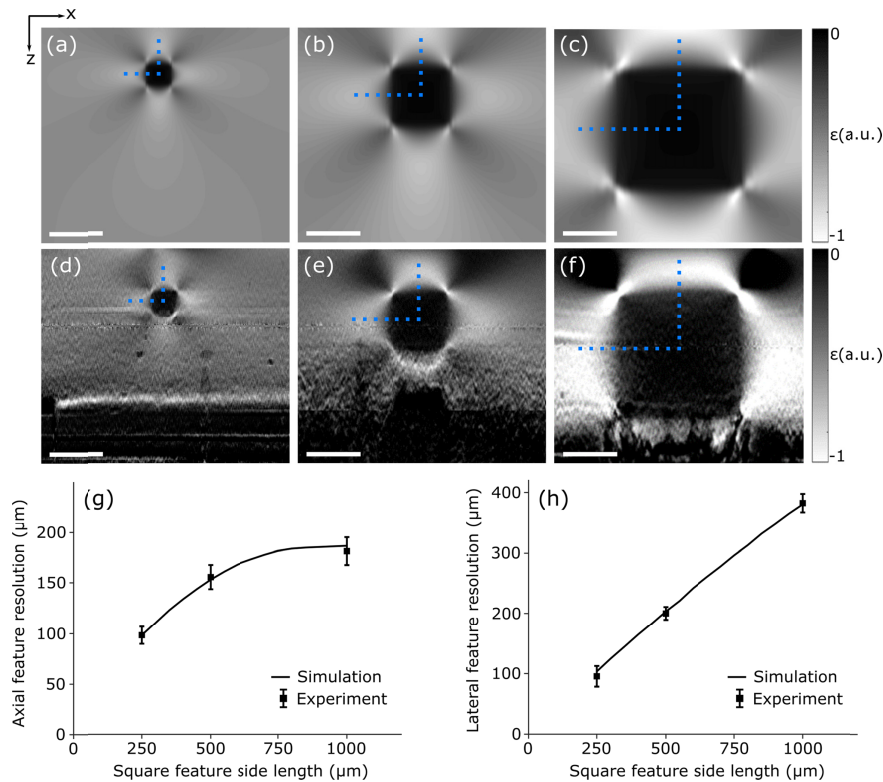 x
z
(a)
(b)
(c)
0
ε(a.u.)
-1
(d)
(e)
(f)
0
ε(a.u.)
-1
(g)
Axial feature resolution (µm)
200
150
100
50
0
Simulation
Experiment
0
250
500
750
1000
Square feature side length (µm)
(h)
Lateral feature resolution (µm)
400
300
200
100
0
Simulation
Experiment
0
250
500
750
1000
Square feature side length (µm)